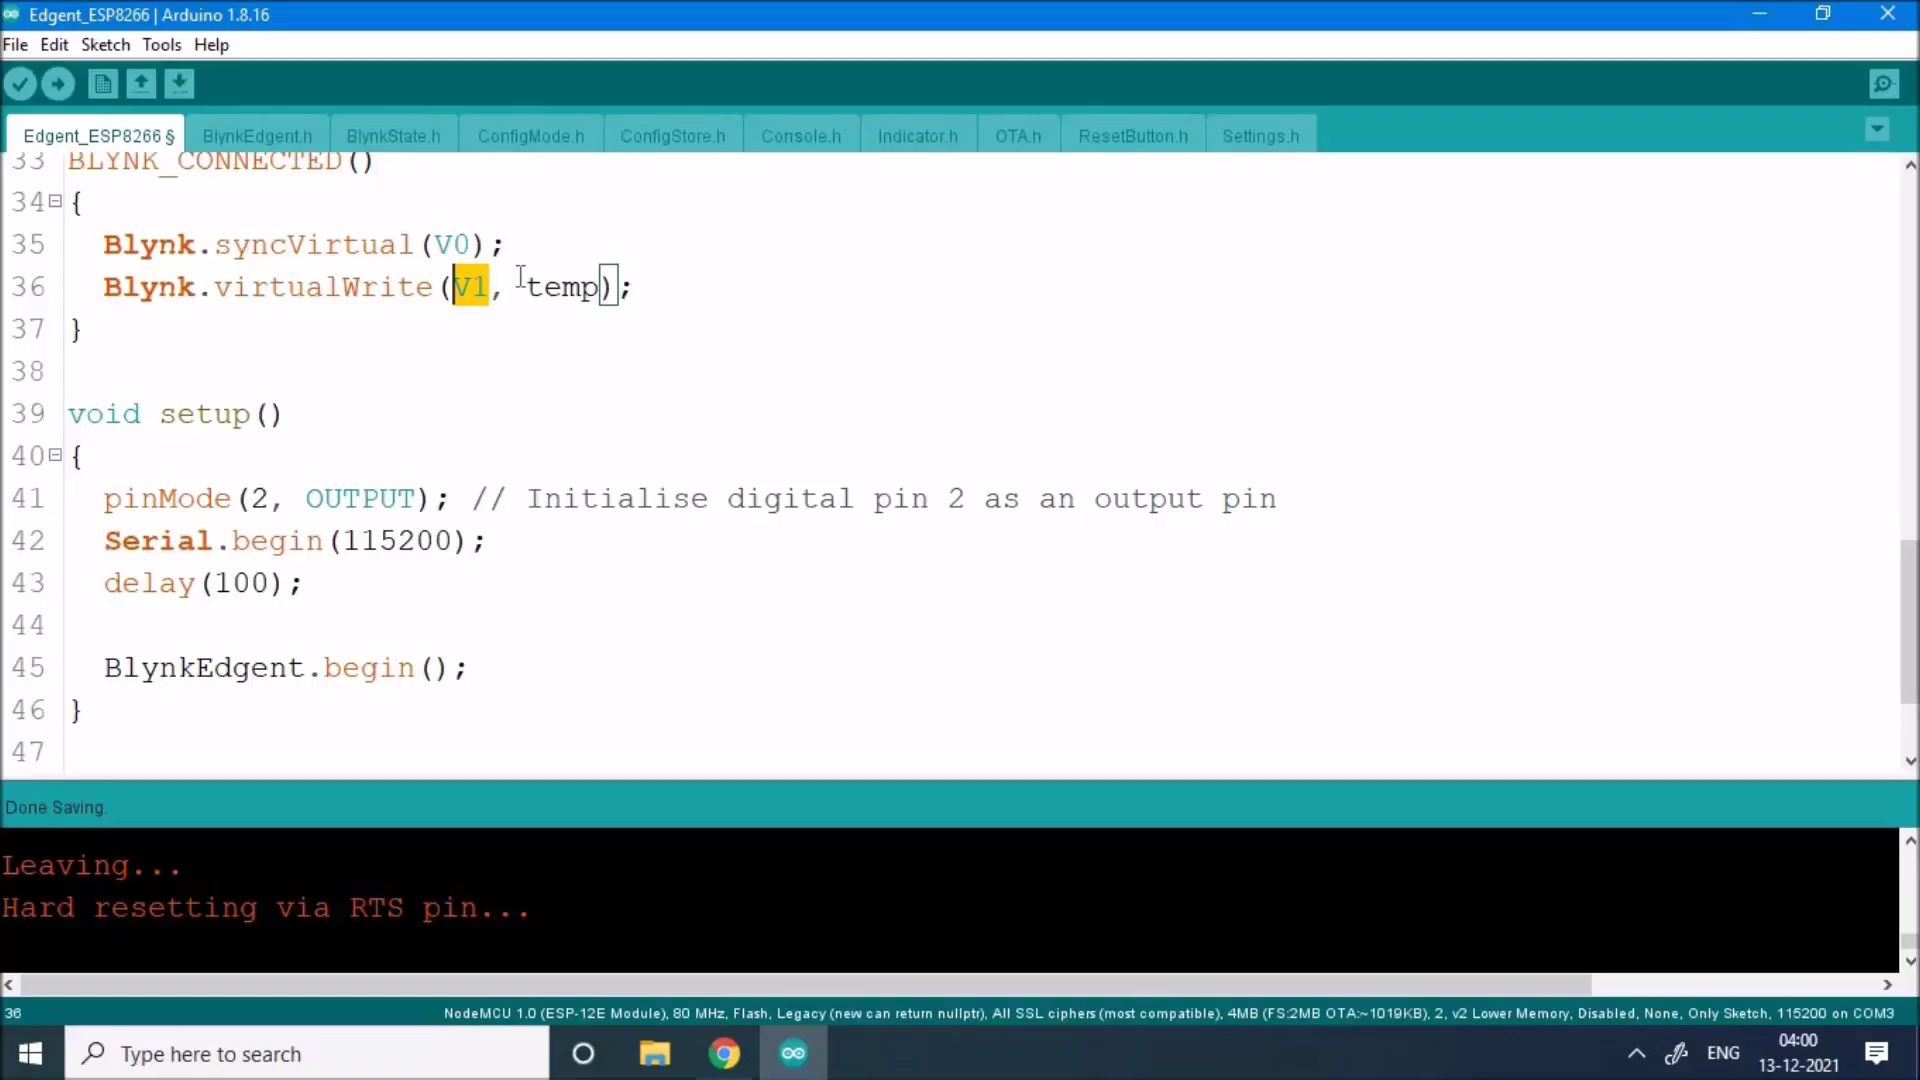 Edgent_ESP8266 | Arduino 1.8.16
File Edit Sketch Tools Help
Edgent_ESP8266 § BlynkEdgent.h BlynkState.h ConfigMode.h ConfigStore.h Console.h Indicator.h OTA.h ResetButton.h Settings.h
33 BLYNK_CONNECTED()
34 {
35 Blynk.syncVirtual(V0);
36 Blynk.virtualWrite(V1, temp);
37 }
38
39 void setup()
40 {
41 pinMode(2, OUTPUT); // Initialise digital pin 2 as an output pin
42 Serial.begin(115200);
43 delay(100);
44
45 BlynkEdgent.begin();
46 }
47
Done Saving.
Leaving...
Hard resetting via RTS pin...
36 NodeMCU 1.0 (ESP-12E Module), 80 MHz, Flash, Legacy (new can return nullptr), All SSL ciphers (most compatible), 4MB (FS:2MB OTA:~1019KB), 2, v2 Lower Memory, Disabled, None, Only Sketch, 115200 on COM3
Type here to search
ENG
04:00
13-12-2021